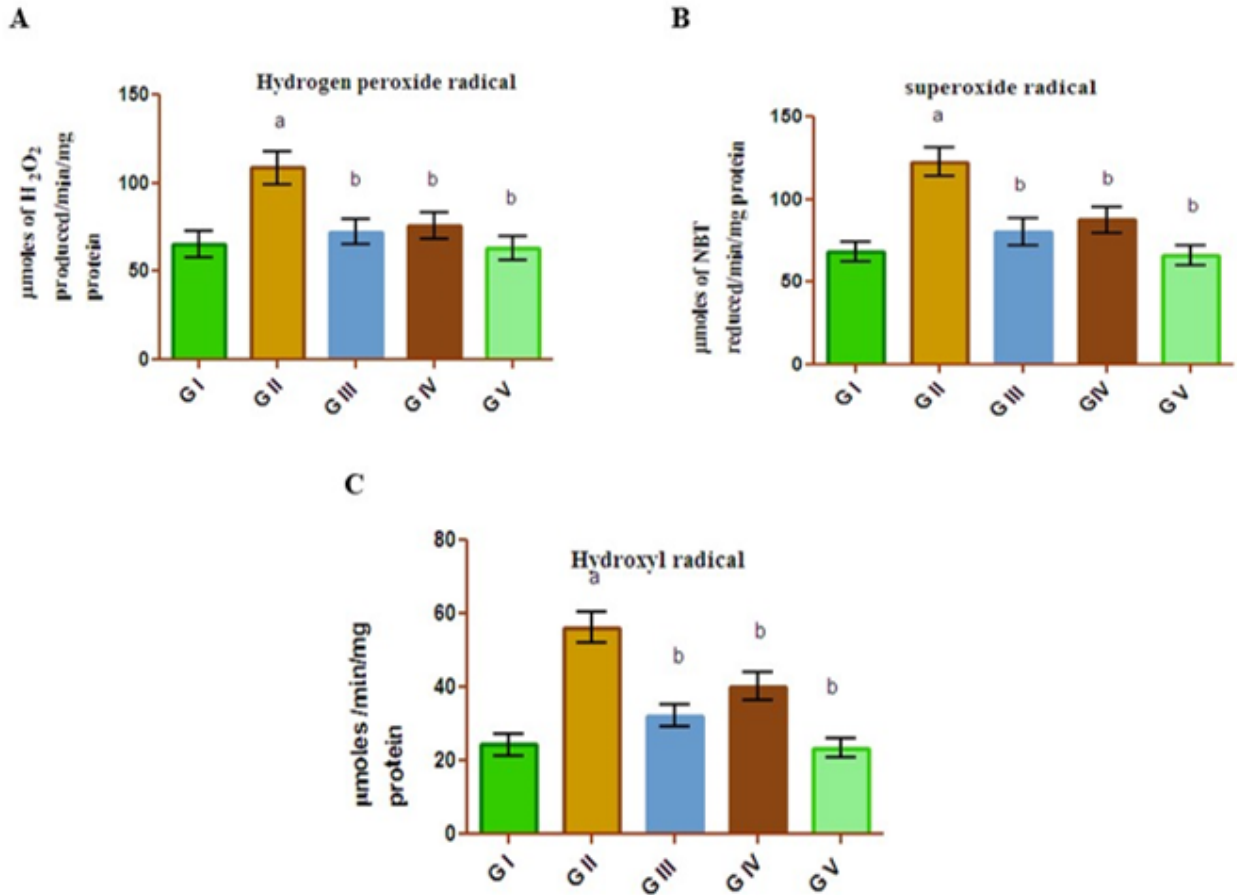 A
Hydrogen peroxide radical
μmoles of H2O2
produced/min/mg
protein
150
100
50
0
a
b
b
b
G I
G II
G III
G IV
G V
B
superoxide radical
μmoles of NBT
reduced/min/mg protein
150
100
50
0
a
b
b
b
G I
G II
G III
GIV
G V
C
Hydroxyl radical
μmoles /min/mg
protein
80
60
40
20
0
a
b
b
b
G I
G II
G III
G IV
G V